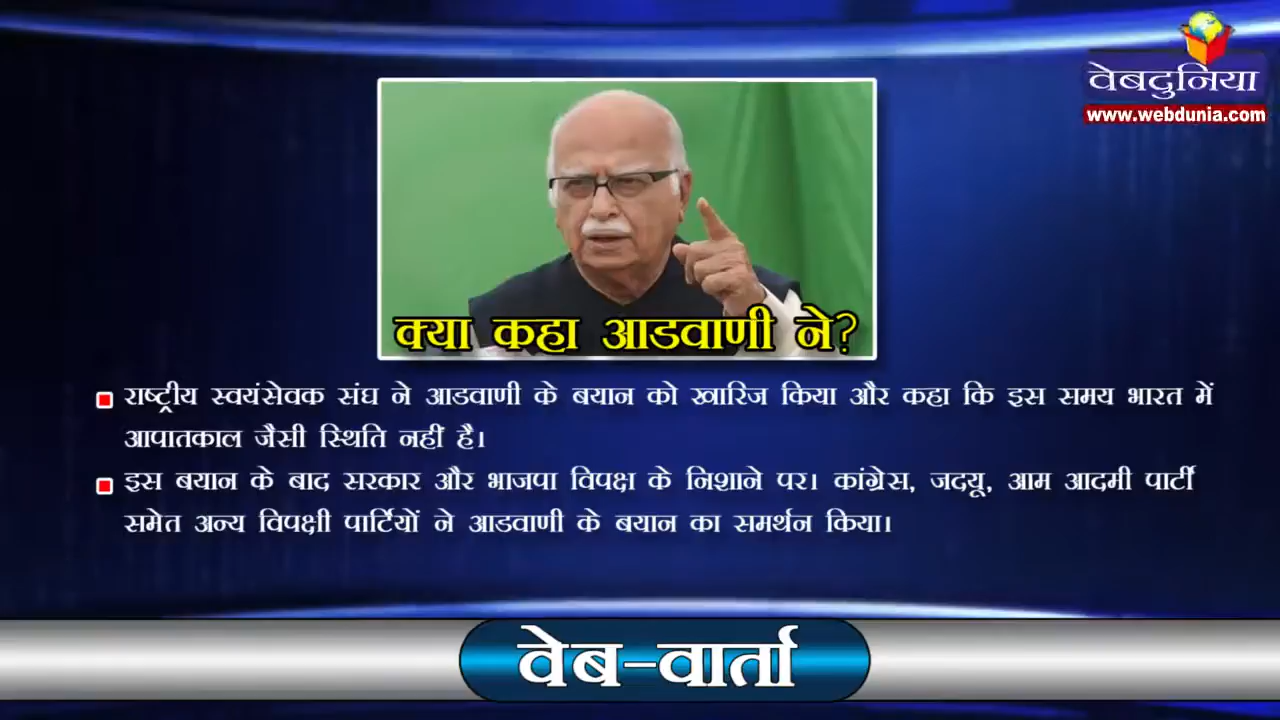 वेबदुनिया
www.webdunia.com
क्या कहा आडवाणी ने?
राष्ट्रीय स्वयंसेवक संघ ने आडवाणी के बयान को खारिज किया और कहा कि इस समय भारत में
आपातकाल जैसी स्थिति नहीं है।
इस बयान के बाद सरकार और भाजपा विपक्ष के निशाने पर। कांग्रेस, जदयू, आम आदमी पार्टी
समेत अन्य विपक्षी पार्टियों ने आडवाणी के बयान का समर्थन किया।
वेब-वार्ता